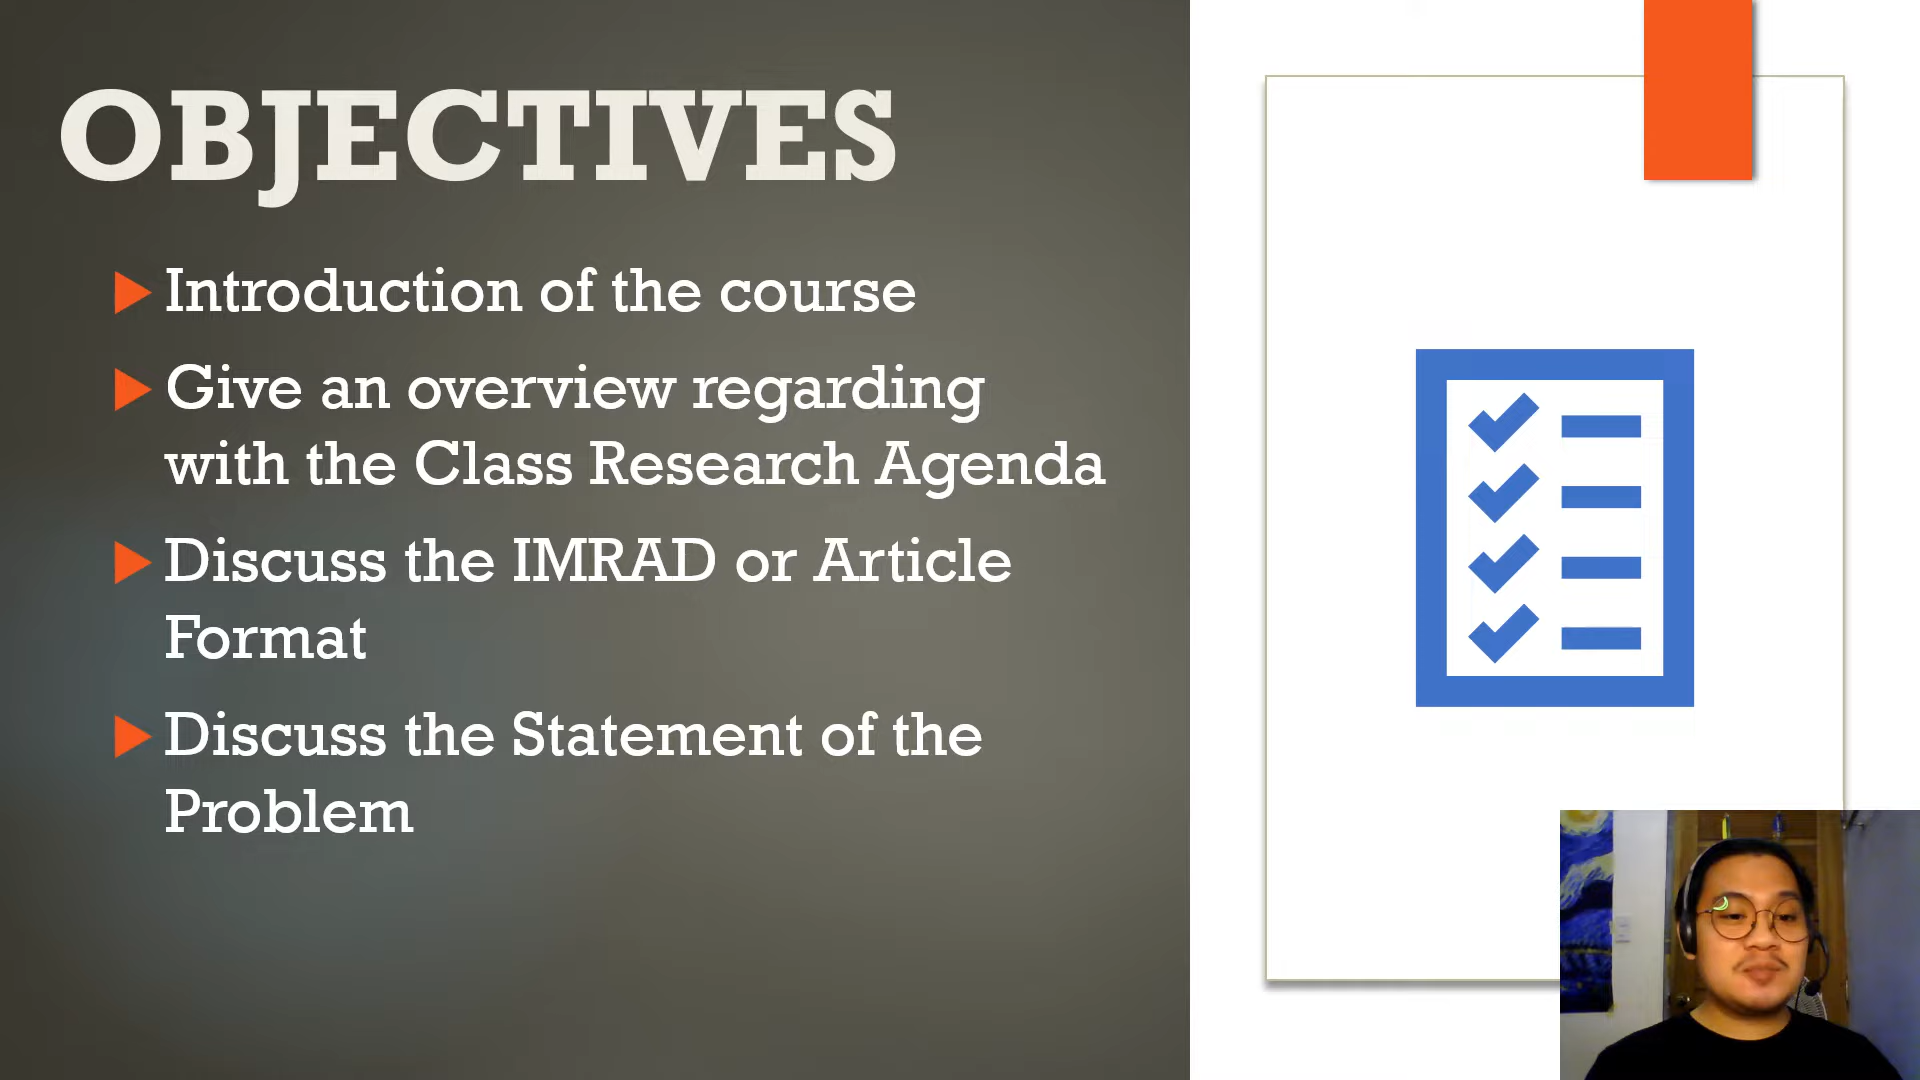 OBJECTIVES
Introduction of the course
Give an overview regarding
with the Class Research Agenda
Discuss the IMRAD or Article
Format
Discuss the Statement of the
Problem